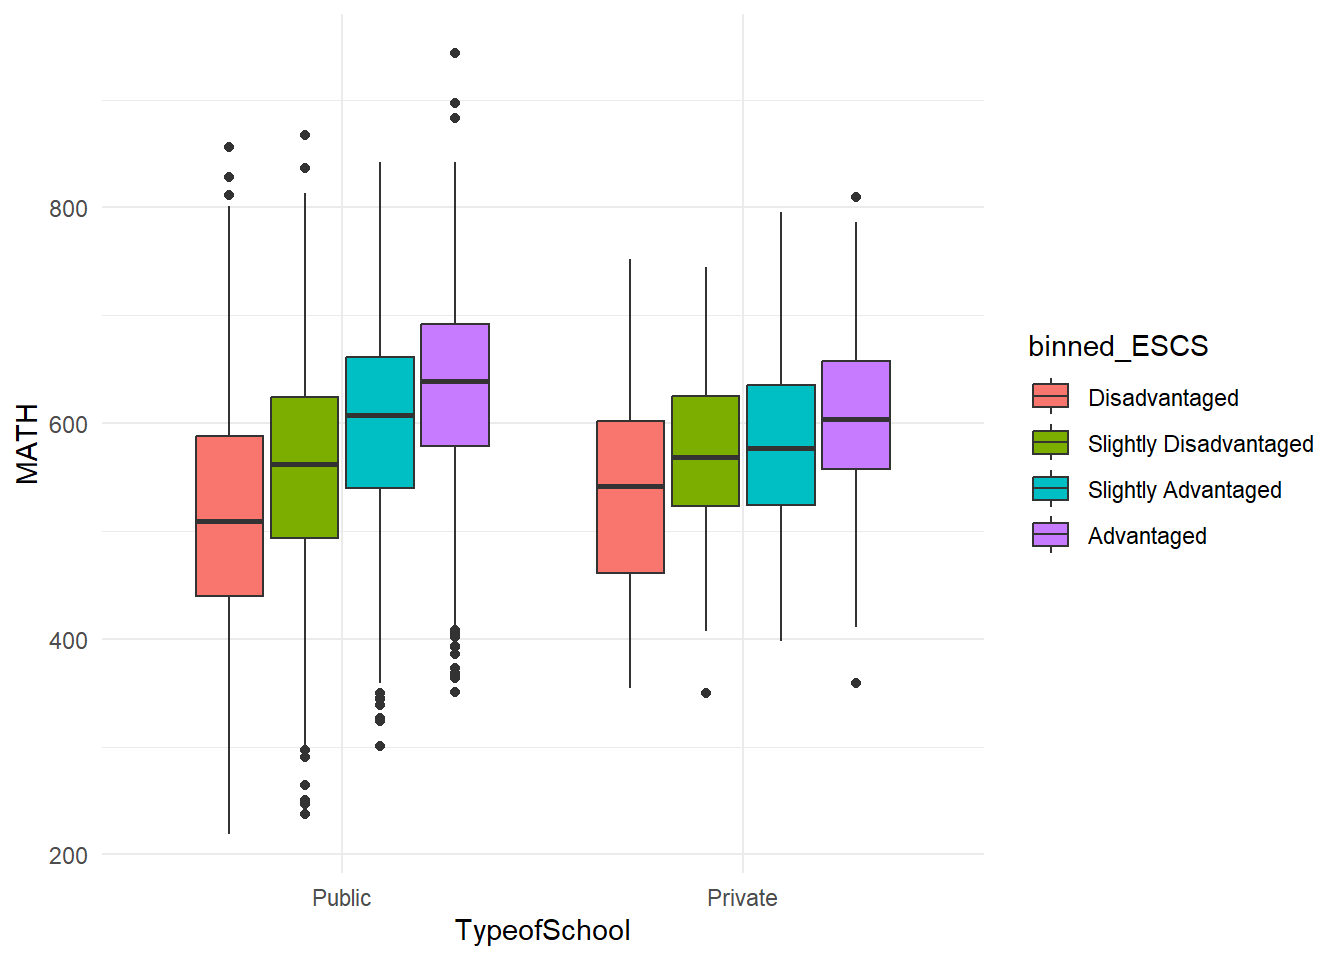 800
600
400
200
MATH
Public
Private
TypeofSchool
binned_ESCS
Disadvantaged
Slightly Disadvantaged
Slightly Advantaged
Advantaged